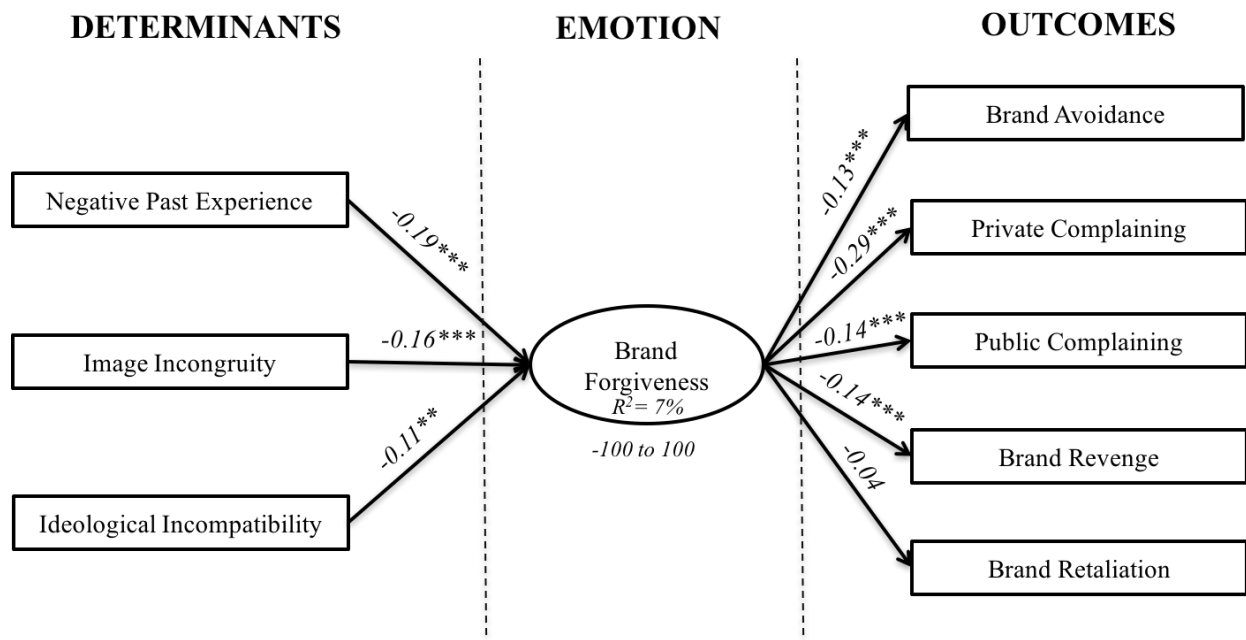 DETERMINANTS
EMOTION
OUTCOMES
Negative Past Experience
Image Incongruity
Ideological Incompatibility
-0.19***
-0.16***
-0.11**
Brand
Forgiveness
R²= 7%
-100 to 100
-0.13***
-0.29***
-0.14***
-0.14***
-0.04
Brand Avoidance
Private Complaining
Public Complaining
Brand Revenge
Brand Retaliation